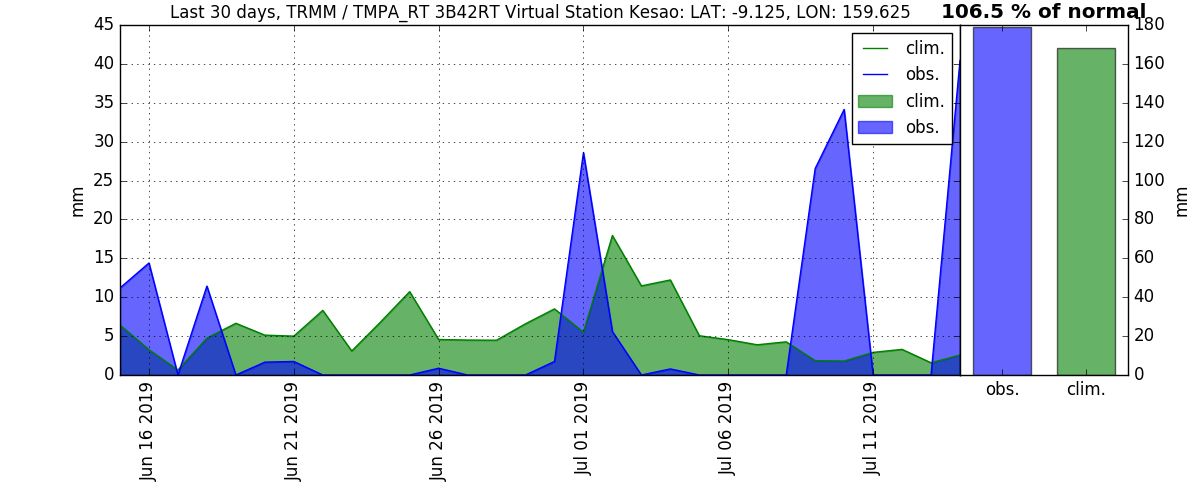 Last 30 days, TRMM / TMPA_RT 3B42RT Virtual Station Kesao: LAT: -9.125, LON: 159.625
106.5 % of normal
45
40
35
30
25
20
15
10
5
0
mm
clim.
obs.
clim.
obs.
180
160
140
120
100
80
60
40
20
0
mm
Jun 16 2019
Jun 21 2019
Jun 26 2019
Jul 01 2019
Jul 06 2019
Jul 11 2019
obs.
clim.